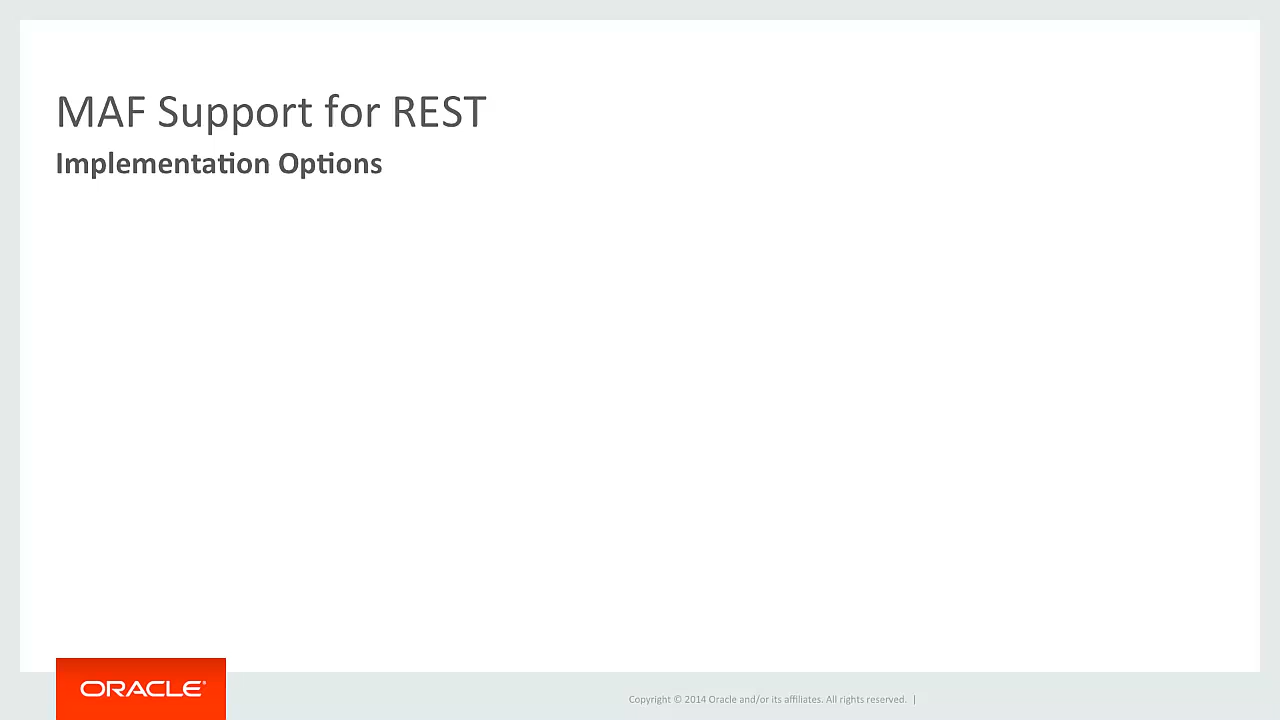 MAF Support for REST
Implementation Options
ORACLE®
Copyright © 2014 Oracle and/or its affiliates. All rights reserved. |